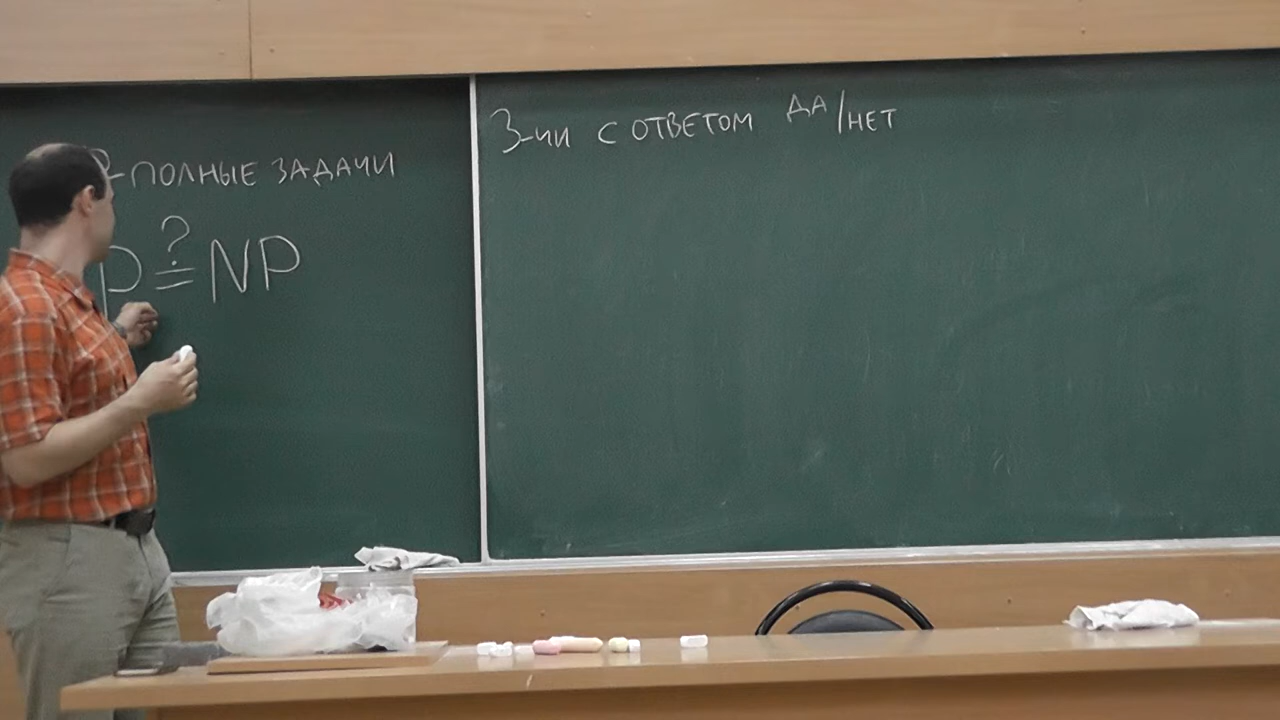 P-ПОЛНЫЕ ЗАДАЧИ
P ?= NP
З-ЧИ С ОТВЕТОМ ДА/НЕТ